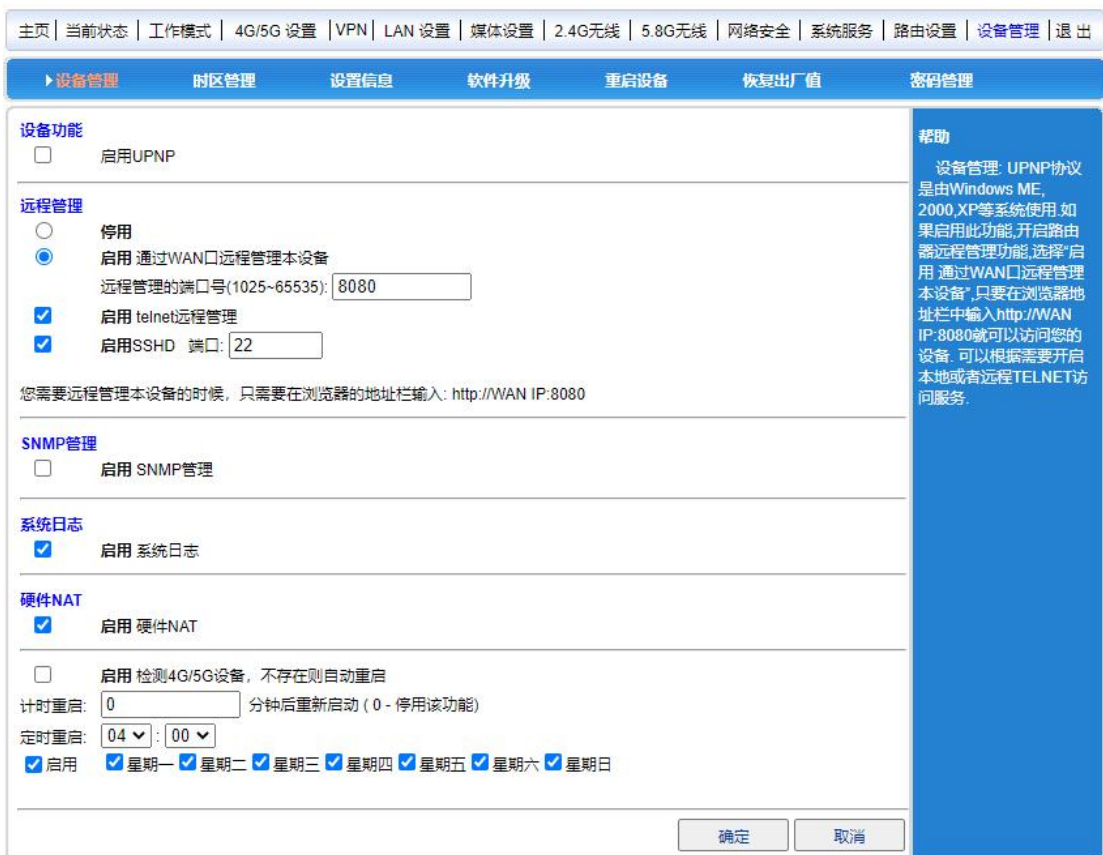 主页 | 当前状态 | 工作模式 | 4G/5G 设置 | VPN | LAN 设置 | 媒体设置 | 2.4G无线 | 5.8G无线 | 网络安全 | 系统服务 | 路由设置 | 设备管理 | 退 出
设备管理 时区管理 设置信息 软件升级 重启设备 恢复出厂值 密码管理
设备功能
启用UPNP
远程管理
停用
启用 通过WAN口远程管理本设备
远程管理的端口号(1025~65535): 8080
启用 telnet远程管理
启用SSHD 端口: 22
您需要远程管理本设备的时候，只需要在浏览器的地址栏输入: http://WAN IP:8080
SNMP管理
启用 SNMP管理
系统日志
启用 系统日志
硬件NAT
启用 硬件NAT
启用 检测4G/5G设备，不存在则自动重启
计时重启: 0 分钟后重新启动 ( 0 - 停用该功能)
定时重启: 04 : 00
启用 星期一 星期二 星期三 星期四 星期五 星期六 星期日
确定 取消
帮助
设备管理: UPNP协议
是由Windows ME,
2000,XP等系统使用.如
果启用此功能,开启路由
器远程管理功能,选择“启
用 通过WAN口远程管理
本设备”,只要在浏览器地
址栏中输入http://WAN
IP:8080就可以访问您的
设备. 可以根据需要开启
本地或者远程TELNET访
问服务.